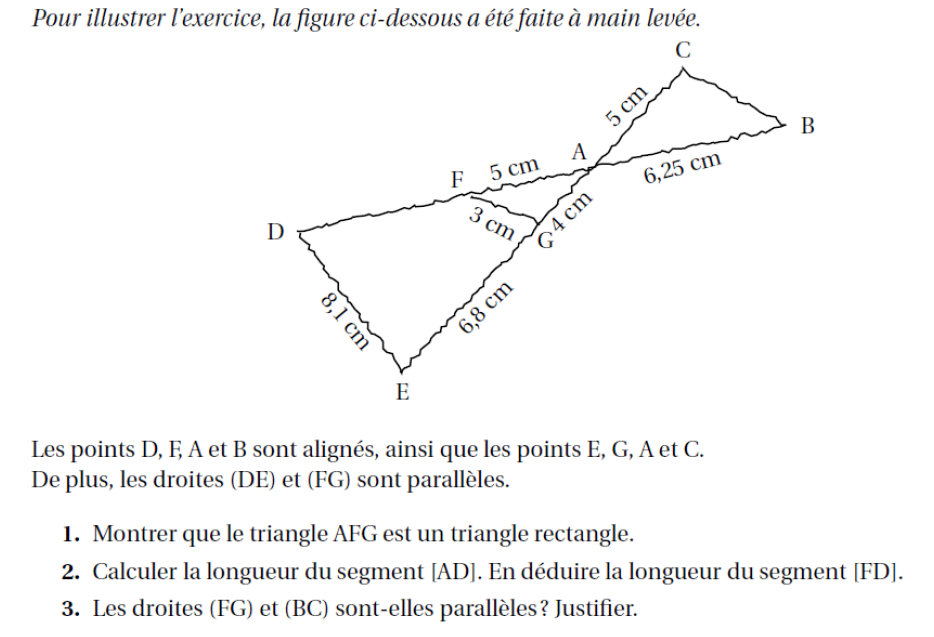 Pour illustrer l'exercice, la figure ci-dessous a été faite à main levée.
C
5 cm
B
A
6,25 cm
F
5 cm
3 cm
G
4 cm
D
8,1 cm
6,8 cm
E
Les points D, F, A et B sont alignés, ainsi que les points E, G, A et C.
De plus, les droites (DE) et (FG) sont parallèles.
1. Montrer que le triangle AFG est un triangle rectangle.
2. Calculer la longueur du segment [AD]. En déduire la longueur du segment [FD].
3. Les droites (FG) et (BC) sont-elles parallèles? Justifier.